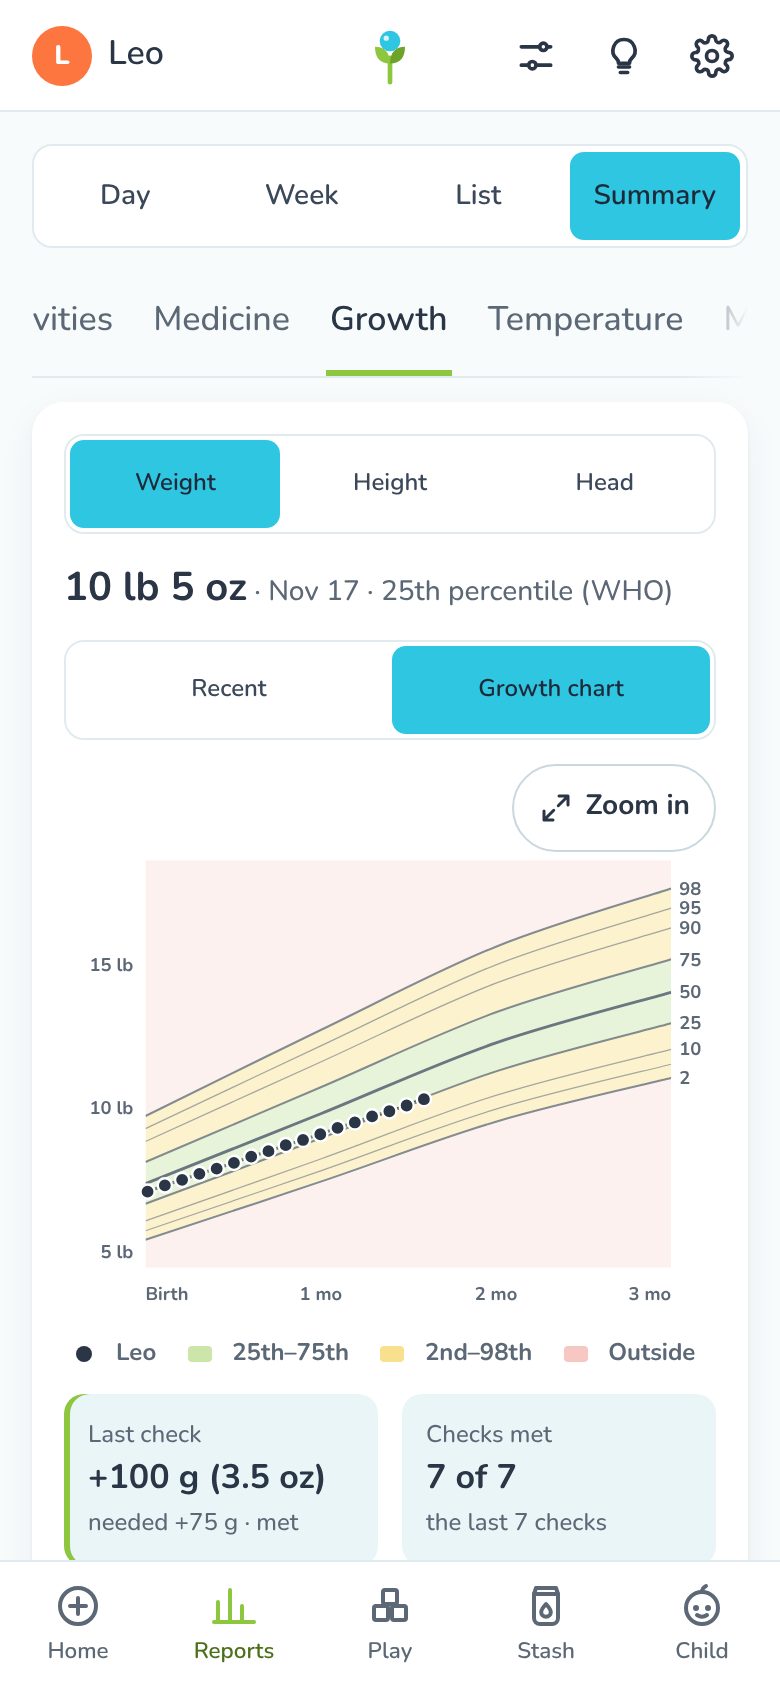 L Leo
Day Week List Summary
vities Medicine Growth Temperature M
Weight Height Head
10 lb 5 oz · Nov 17 · 25th percentile (WHO)
Recent Growth chart
Zoom in
98
95
90
15 lb
75
50
25
10
10 lb
2
5 lb
Birth 1 mo 2 mo 3 mo
Leo 25th–75th 2nd–98th Outside
Last check
+100 g (3.5 oz)
needed +75 g · met
Checks met
7 of 7
the last 7 checks
Home Reports Play Stash Child